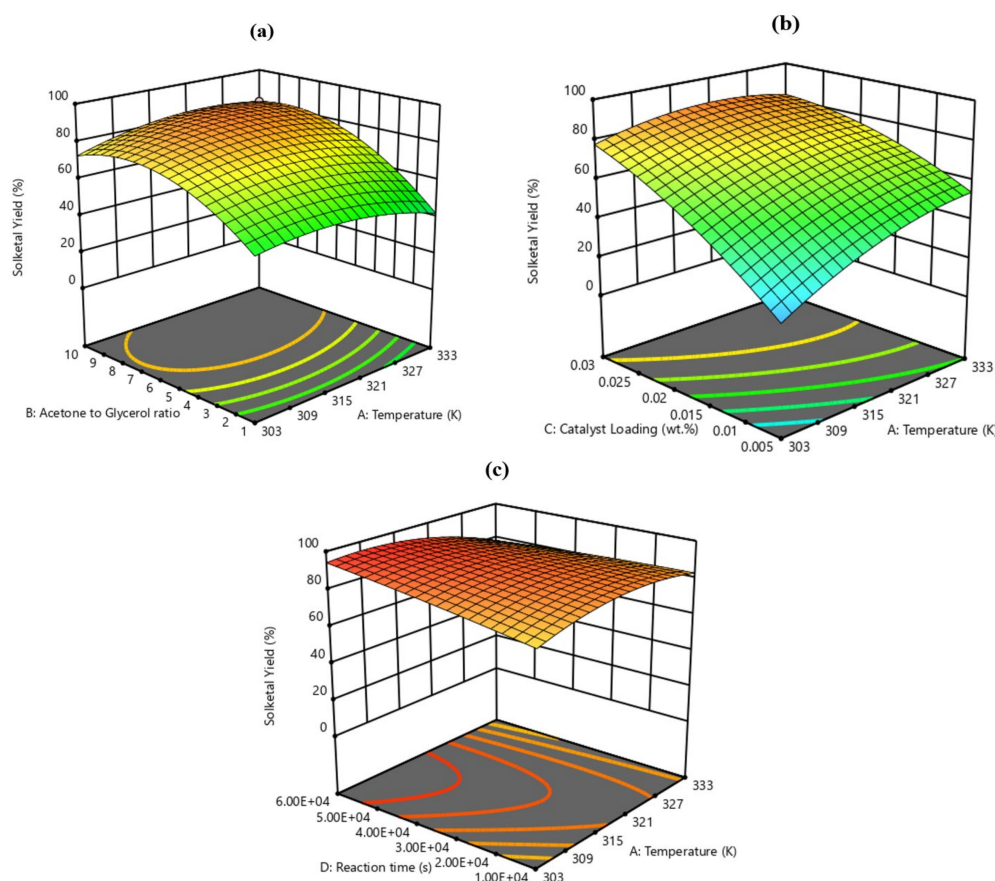 (a)
100
80
60
40
20
0
Solketal Yield (%)
10
9
8
7
6
5
4
3
2
1
B: Acetone to Glycerol ratio
303
309
315
321
327
333
A: Temperature (K)
(b)
100
80
60
40
20
0
Solketal Yield (%)
0.03
0.025
0.02
0.015
0.01
0.005
C: Catalyst Loading (wt.%)
303
309
315
321
327
333
A: Temperature (K)
(c)
100
80
60
40
20
0
Solketal Yield (%)
6.00E+04
5.00E+04
4.00E+04
3.00E+04
2.00E+04
1.00E+04
D: Reaction time (s)
303
309
315
321
327
333
A: Temperature (K)